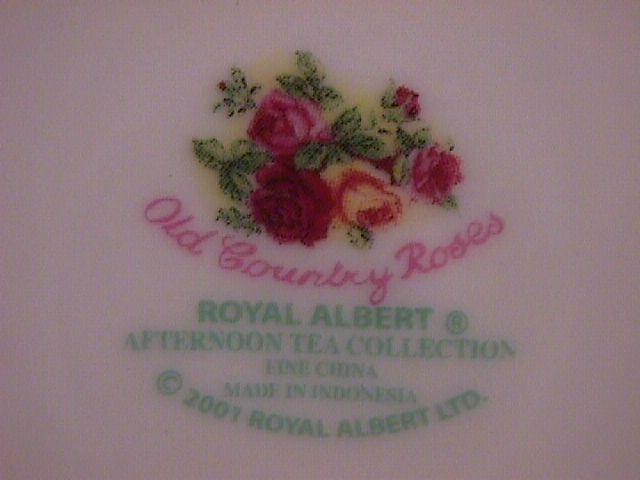 Old Country Roses
ROYAL ALBERT ®
AFTERNOON TEA COLLECTION
FINE CHINA
MADE IN INDONESIA
© 2001 ROYAL ALBERT LTD.